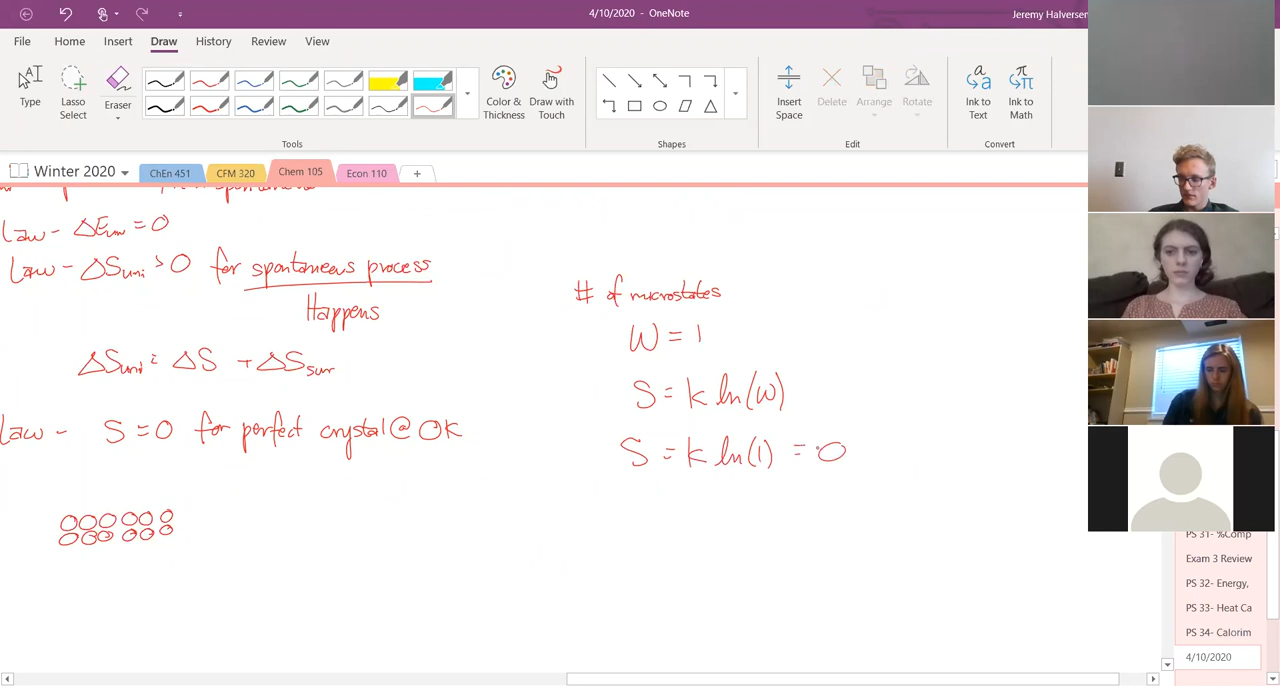 4/10/2020 - OneNote
Jeremy Halversen
File Home Insert Draw History Review View
Type
Lasso Select
Eraser
Color & Thickness
Draw with Touch
Insert Space
Delete
Arrange
Rotate
Ink to Text
Ink to Math
Tools
Shapes
Edit
Convert
Winter 2020
ChEn 451
CFM 320
Chem 105
Econ 110
Law - ΔEuni = 0
Law - ΔSuni > 0 for spontaneous process
Happens
ΔSuni = ΔS + ΔSsurr
Law - S = 0 for perfect crystal @ 0K
# of microstates
W = 1
S = k ln(W)
S = k ln(1) = 0
PS 31- %Comp
Exam 3 Review
PS 32- Energy,
PS 33- Heat Ca
PS 34- Calorim
4/10/2020